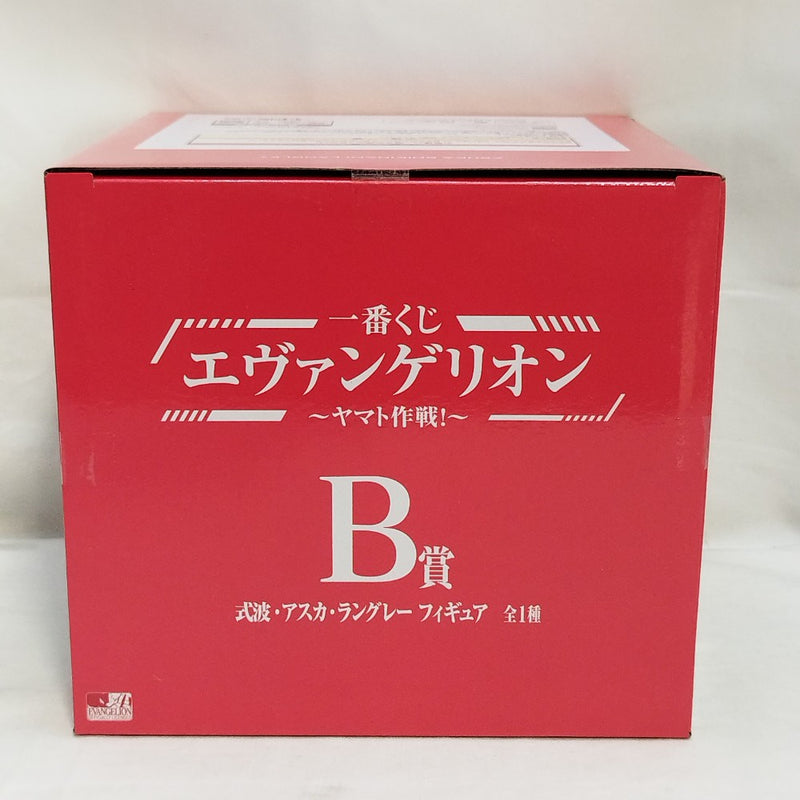 一番くじ
エヴァンゲリオン
～ヤマト作戦!～
B賞
式波・アスカ・ラングレー フィギュア 全1種
EVANGELION